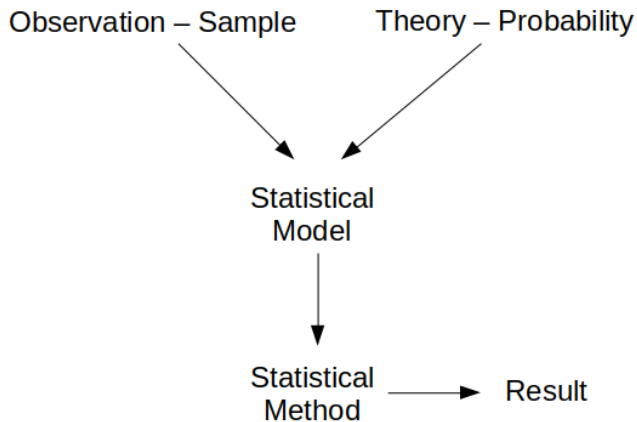 Observation – Sample
Theory – Probability
Statistical
Model
Statistical
Method
Result